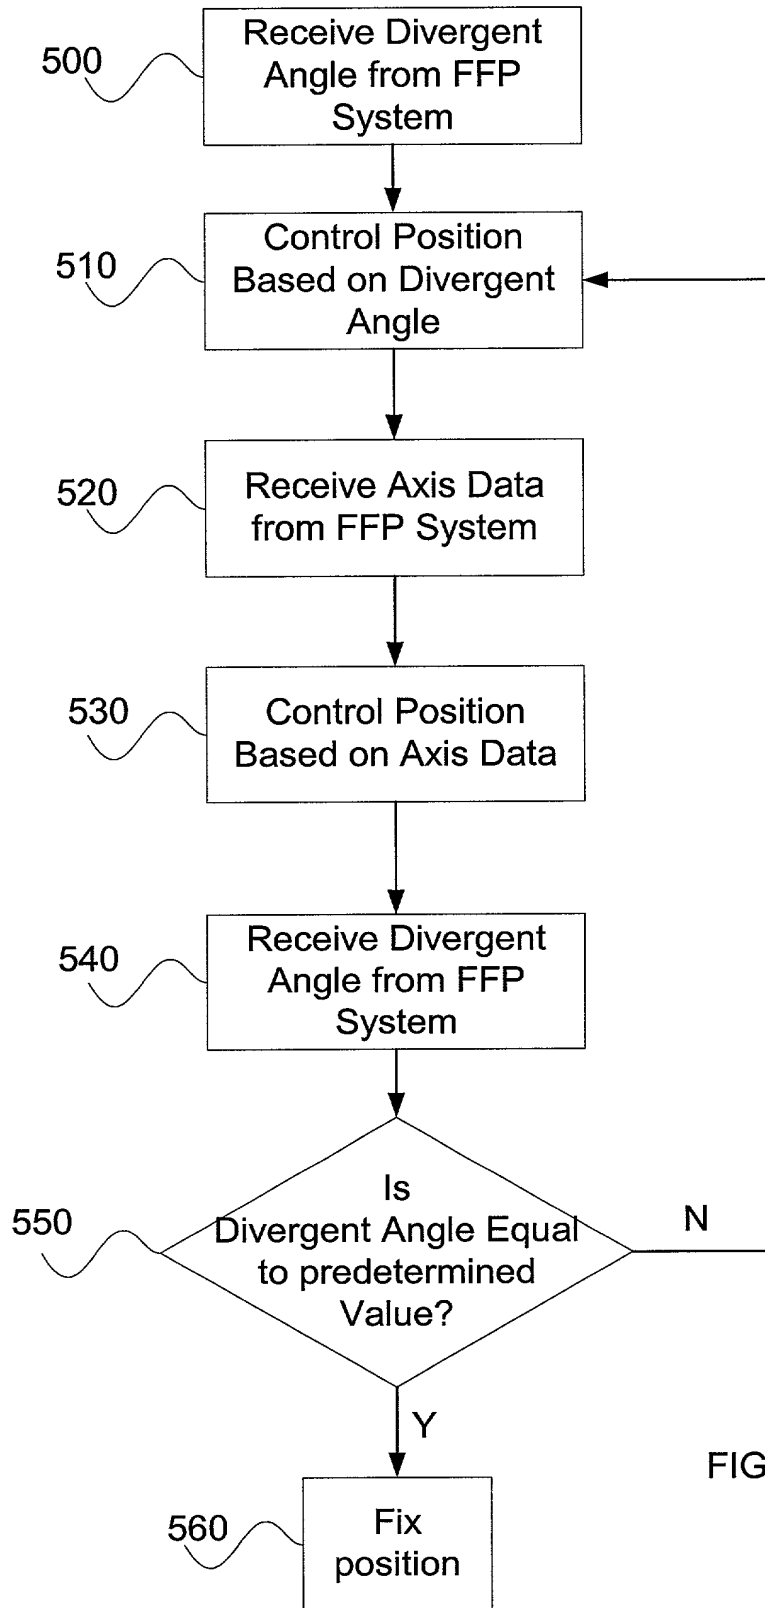 500
Receive Divergent
Angle from FFP
System
510
Control Position
Based on Divergent
Angle
520
Receive Axis Data
from FFP System
530
Control Position
Based on Axis Data
540
Receive Divergent
Angle from FFP
System
550
Is
Divergent Angle Equal
to predetermined
Value?
N
Y
FIG
560
Fix
position